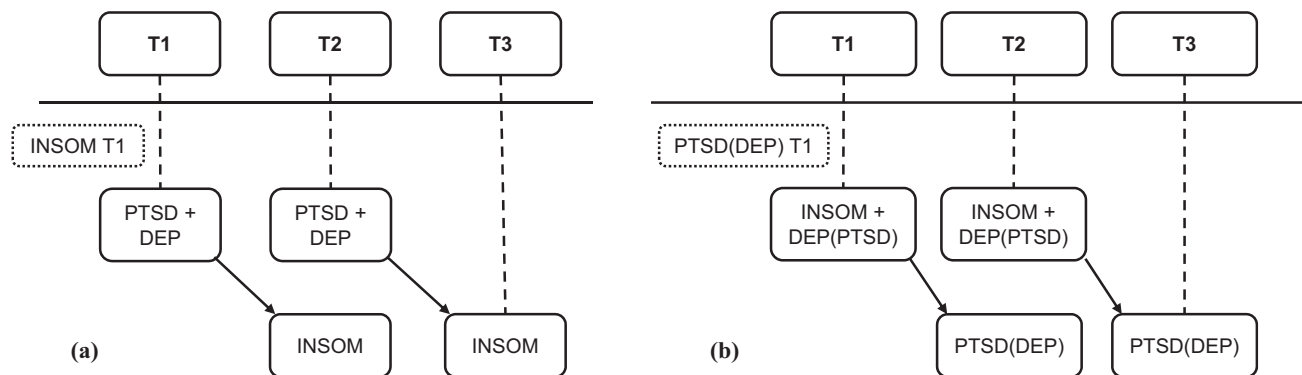 T1
T2
T3
INSOM T1
PTSD +
DEP
PTSD +
DEP
INSOM
INSOM
(a)
T1
T2
T3
PTSD(DEP) T1
INSOM +
DEP(PTSD)
INSOM +
DEP(PTSD)
PTSD(DEP)
PTSD(DEP)
(b)